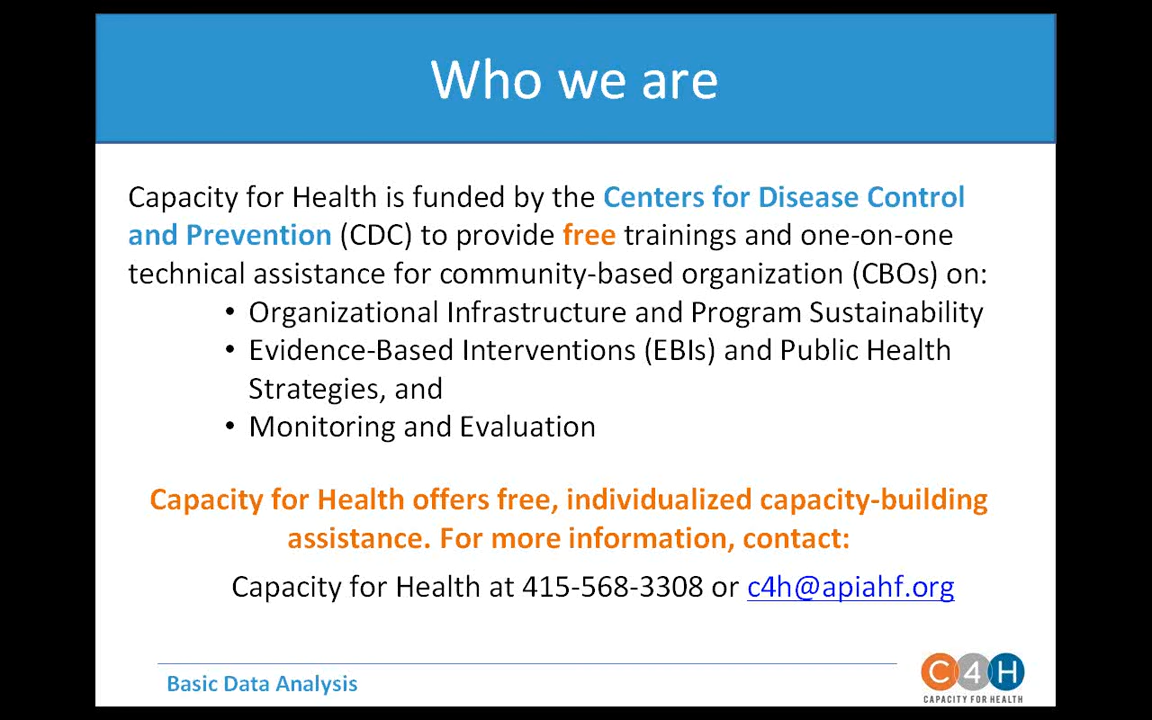 Who we are
Capacity for Health is funded by the Centers for Disease Control
and Prevention (CDC) to provide free trainings and one-on-one
technical assistance for community-based organization (CBOs) on:
• Organizational Infrastructure and Program Sustainability
• Evidence-Based Interventions (EBIs) and Public Health
Strategies, and
• Monitoring and Evaluation
Capacity for Health offers free, individualized capacity-building
assistance. For more information, contact:
Capacity for Health at 415-568-3308 or c4h@apiahf.org
Basic Data Analysis
C4H
CAPACITY FOR HEALTH